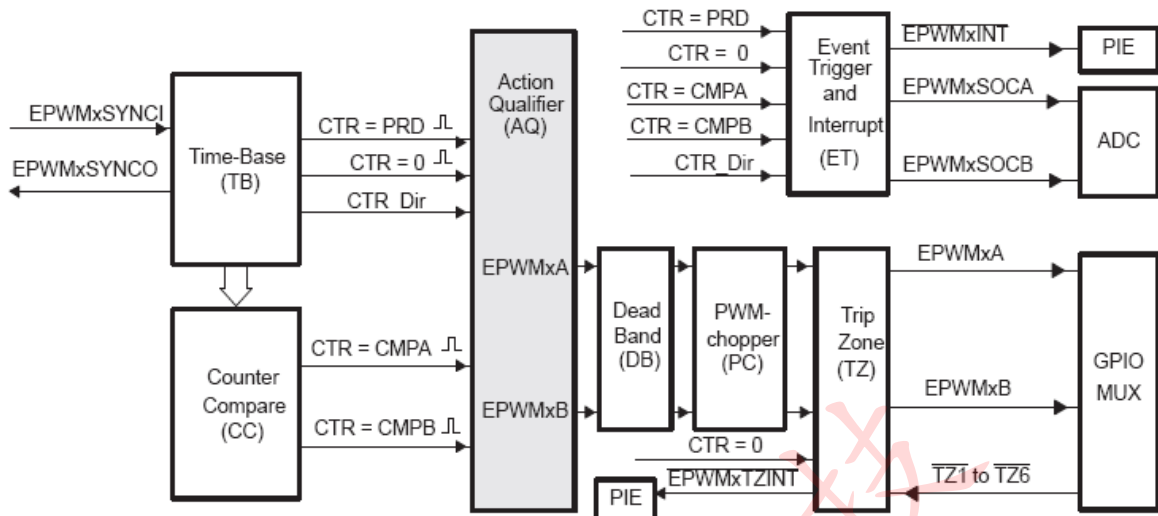 CTR = PRD
CTR = 0
CTR = CMPA
CTR = CMPB
CTR_Dir
Event
Trigger
and
Interrupt
(ET)
EPWMxINT
EPWMxSOCA
EPWMxSOCB
PIE
ADC
EPWMxSYNCI
EPWMxSYNCO
Time-Base
(TB)
CTR = PRD
CTR = 0
CTR_Dir
Action
Qualifier
(AQ)
EPWMxA
EPWMxB
Counter
Compare
(CC)
CTR = CMPA
CTR = CMPB
Dead
Band
(DB)
PWM-
chopper
(PC)
Trip
Zone
(TZ)
EPWMxA
EPWMxB
CTR = 0
EPWMxTZINT
TZ1 to TZ6
PIE
GPIO
MUX